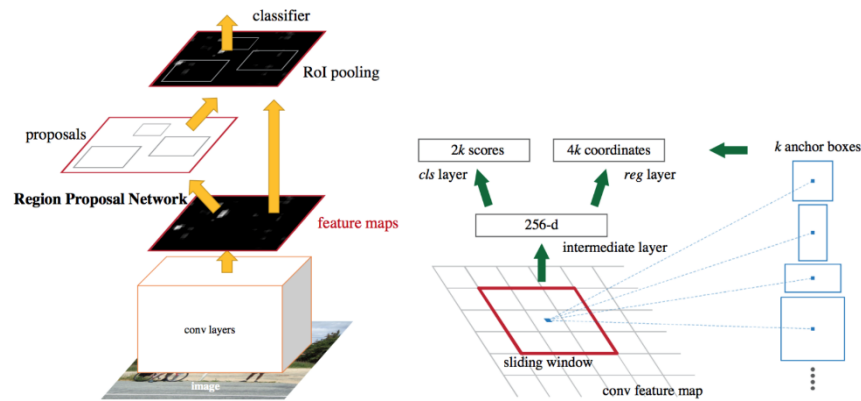 classifier
RoI pooling
proposals
Region Proposal Network
feature maps
conv layers
image
2k scores
4k coordinates
k anchor boxes
cls layer
reg layer
256-d
intermediate layer
sliding window
conv feature map